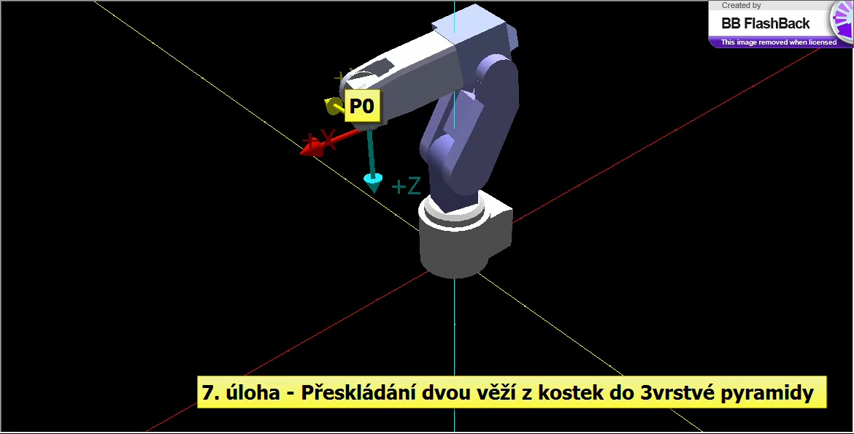 Created by
BB FlashBack
This image removed when licensed
P0
+X
+Z
7. úloha - Přeskládání dvou věží z kostek do 3vrstvé pyramidy